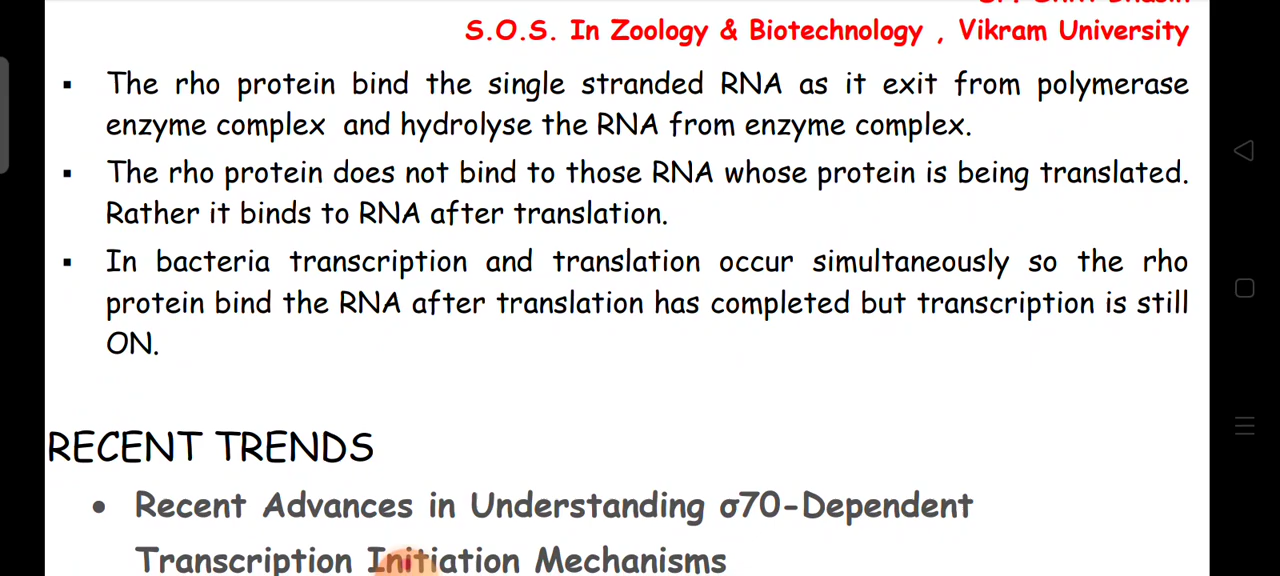 S.O.S. In Zoology & Biotechnology , Vikram University
▪ The rho protein bind the single stranded RNA as it exit from polymerase
enzyme complex and hydrolyse the RNA from enzyme complex.
▪ The rho protein does not bind to those RNA whose protein is being translated.
Rather it binds to RNA after translation.
▪ In bacteria transcription and translation occur simultaneously so the rho
protein bind the RNA after translation has completed but transcription is still
ON.
RECENT TRENDS
• Recent Advances in Understanding σ70-Dependent
Transcription Initiation Mechanisms